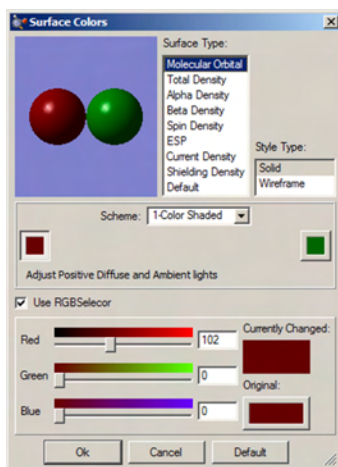 Surface Colors
Surface Type:
Molecular Orbital
Total Density
Alpha Density
Beta Density
Spin Density
ESP
Current Density
Shielding Density
Default
Style Type:
Solid
Wireframe
Scheme: 1-Color Shaded
Adjust Positive Diffuse and Ambient lights
Use RGBSelecor
Red 102
Green 0
Blue 0
Currently Changed:
Original:
Ok Cancel Default